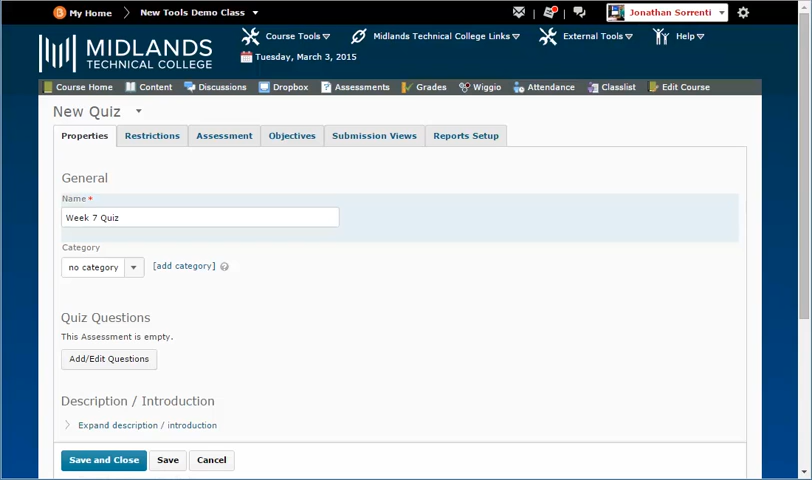 My Home
New Tools Demo Class
Jonathan Sorrenti
MIDLANDS
TECHNICAL COLLEGE
Course Tools
Midlands Technical College Links
External Tools
Help
Tuesday, March 3, 2015
Course Home
Content
Discussions
Dropbox
Assessments
Grades
Wiggio
Attendance
Classlist
Edit Course
New Quiz
Properties
Restrictions
Assessment
Objectives
Submission Views
Reports Setup
General
Name *
Week 7 Quiz
Category
no category
[add category]
Quiz Questions
This Assessment is empty.
Add/Edit Questions
Description / Introduction
Expand description / introduction
Save and Close
Save
Cancel